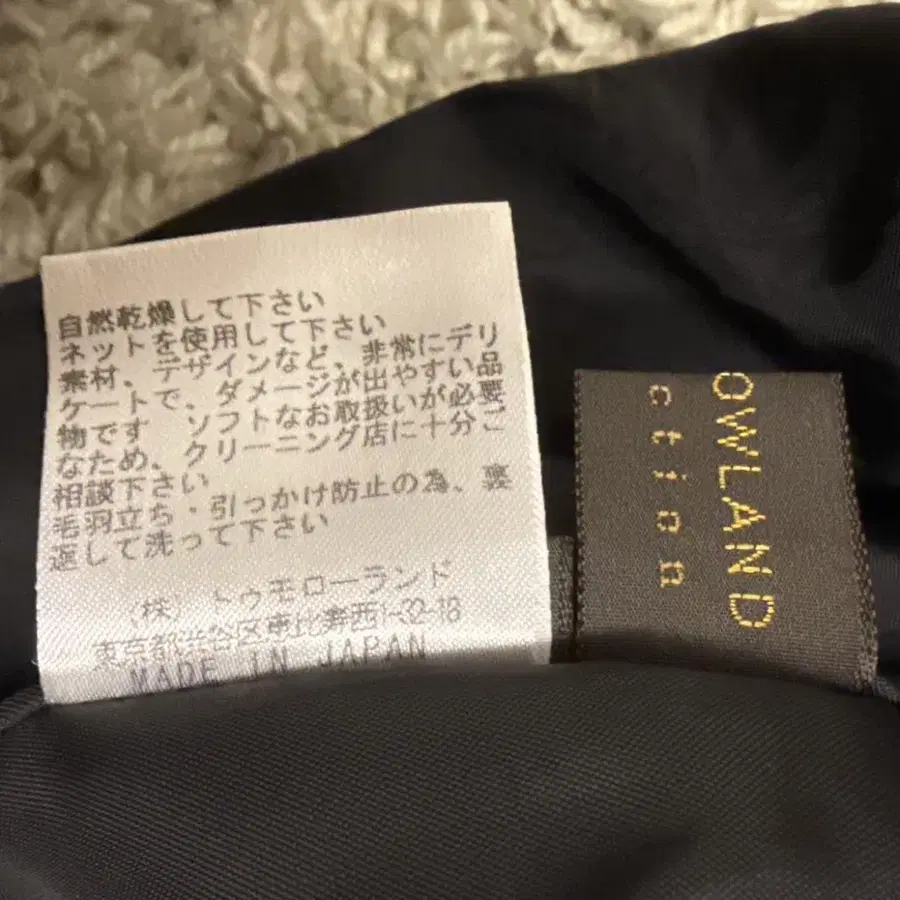 自然乾燥して下さい
ネットを使用して下さい
素材、デザインなど、非常にデリ
ケートで、ダメージが出やすい品
物です ソフトなお取扱いが必要
なため、クリーニング店に十分ご
相談下さい
毛羽立ち・引っかけ防止の為、裏
返して洗って下さい
(株) トゥモローランド
東京都渋谷区恵比寿西1-32-18
MADE IN JAPAN
OWLAND
ction